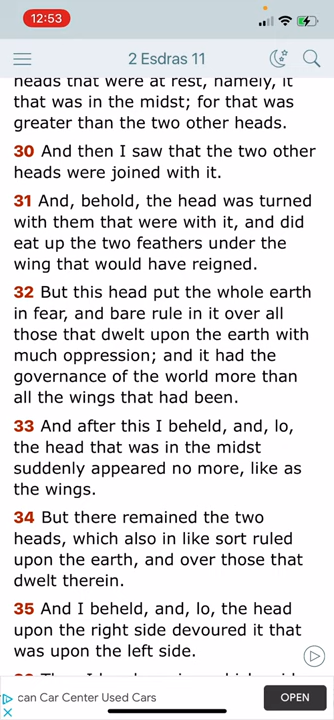 12:53
2 Esdras 11
heads that were at rest, namely, it
that was in the midst; for that was
greater than the two other heads.
30 And then I saw that the two other
heads were joined with it.
31 And, behold, the head was turned
with them that were with it, and did
eat up the two feathers under the
wing that would have reigned.
32 But this head put the whole earth
in fear, and bare rule in it over all
those that dwelt upon the earth with
much oppression; and it had the
governance of the world more than
all the wings that had been.
33 And after this I beheld, and, lo,
the head that was in the midst
suddenly appeared no more, like as
the wings.
34 But there remained the two
heads, which also in like sort ruled
upon the earth, and over those that
dwelt therein.
35 And I beheld, and, lo, the head
upon the right side devoured it that
was upon the left side.
can Car Center Used Cars
OPEN